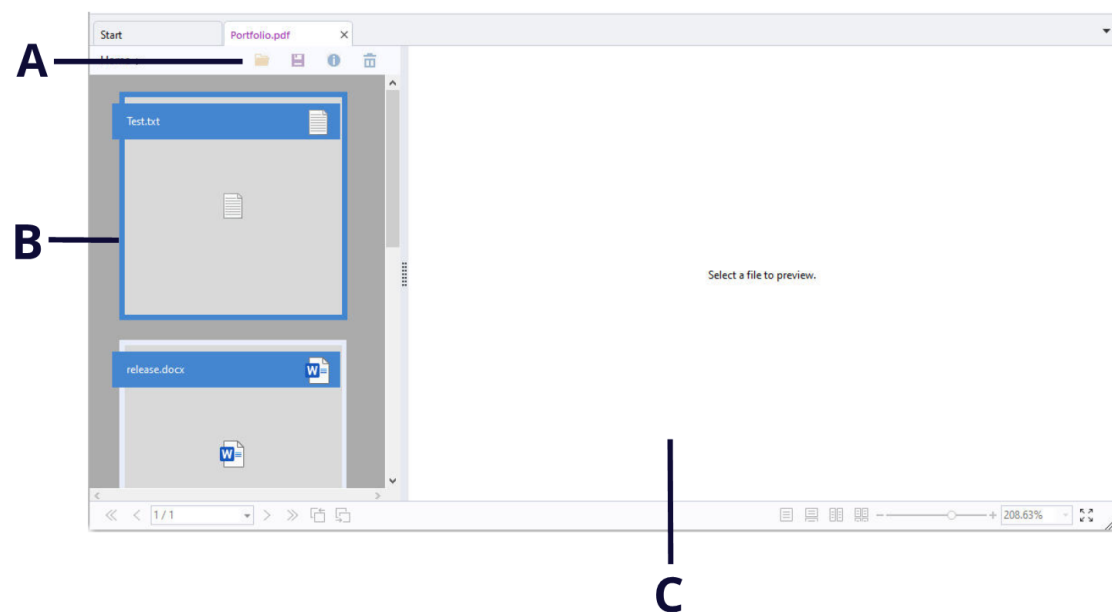 Start
Portfolio.pdf
A
Test.txt
B
Select a file to preview.
release.docx
W
W
1 / 1
208.63%
C